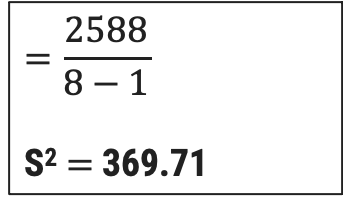 = 2588
8 − 1
S² = 369.71